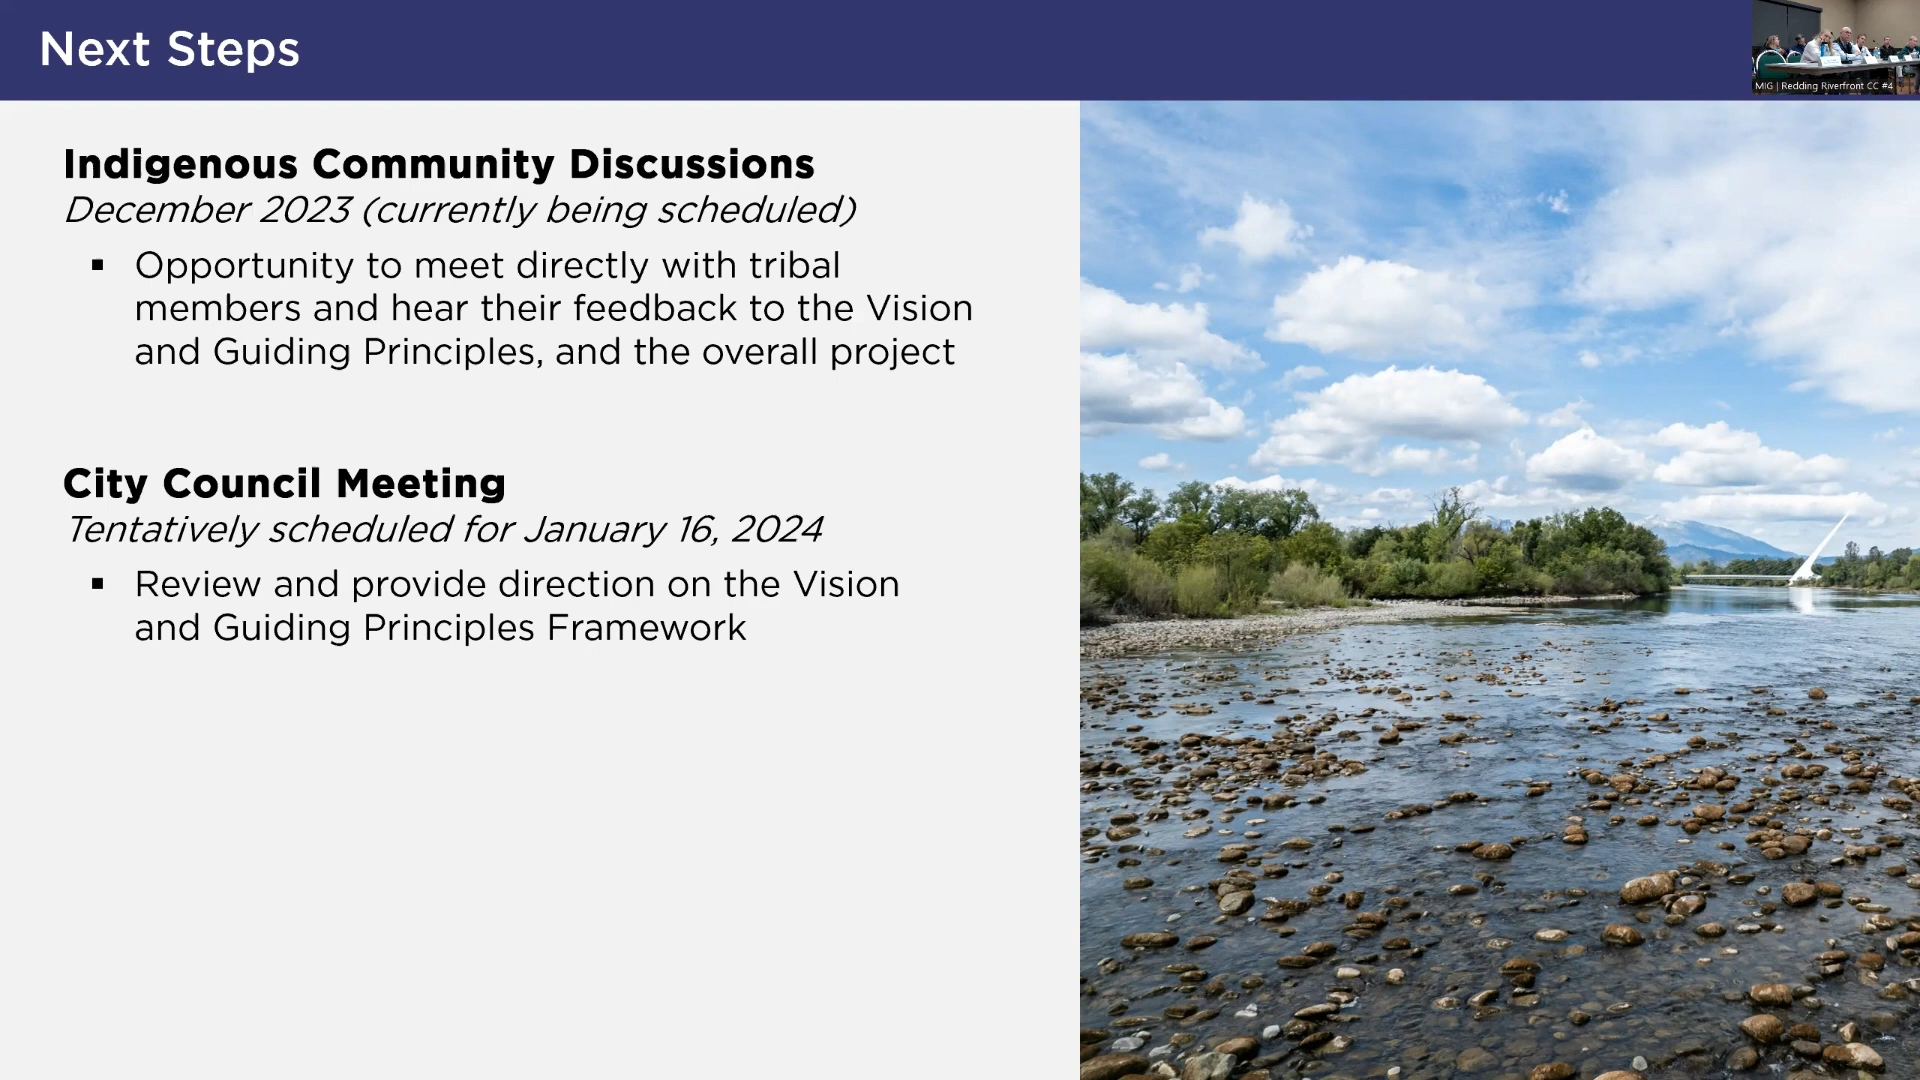 Next Steps
MIG | Redding Riverfront CC #4
Indigenous Community Discussions
December 2023 (currently being scheduled)
▪ Opportunity to meet directly with tribal
members and hear their feedback to the Vision
and Guiding Principles, and the overall project
City Council Meeting
Tentatively scheduled for January 16, 2024
▪ Review and provide direction on the Vision
and Guiding Principles Framework